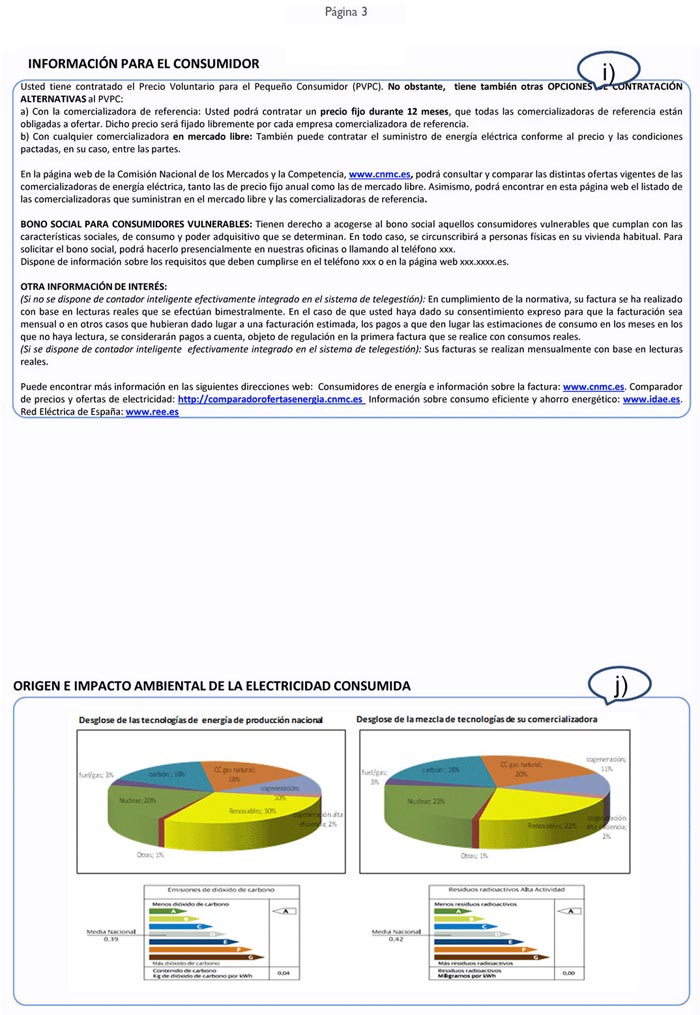 Página 3
INFORMACIÓN PARA EL CONSUMIDOR
i)
Usted tiene contratado el Precio Voluntario para el Pequeño Consumidor (PVPC). No obstante, tiene también otras OPCIONES DE CONTRATACIÓN
ALTERNATIVAS al PVPC:
a) Con la comercializadora de referencia: Usted podrá contratar un precio fijo durante 12 meses, que todas las comercializadoras de referencia están
obligadas a ofertar. Dicho precio será fijado libremente por cada empresa comercializadora de referencia.
b) Con cualquier comercializadora en mercado libre: También puede contratar el suministro de energía eléctrica conforme al precio y las condiciones
pactadas, en su caso, entre las partes.
En la página web de la Comisión Nacional de los Mercados y la Competencia, www.cnmc.es, podrá consultar y comparar las distintas ofertas vigentes de las
comercializadoras de energía eléctrica, tanto las de precio fijo anual como las de mercado libre. Asimismo, podrá encontrar en esta página web el listado de
las comercializadoras que suministran en el mercado libre y las comercializadoras de referencia.
BONO SOCIAL PARA CONSUMIDORES VULNERABLES: Tienen derecho a acogerse al bono social aquellos consumidores vulnerables que cumplan con las
características sociales, de consumo y poder adquisitivo que se determinan. En todo caso, se circunscribirá a personas físicas en su vivienda habitual. Para
solicitar el bono social, podrá hacerlo presencialmente en nuestras oficinas o llamando al teléfono xxx.
Dispone de información sobre los requisitos que deben cumplirse en el teléfono xxx o en la página web xxx.xxxx.es.
OTRA INFORMACIÓN DE INTERÉS:
(Si no se dispone de contador inteligente efectivamente integrado en el sistema de telegestión): En cumplimiento de la normativa, su factura se ha realizado
con base en lecturas reales que se efectúan bimestralmente. En el caso de que usted haya dado su consentimiento expreso para que la facturación sea
mensual o en otros casos que hubieran dado lugar a una facturación estimada, los pagos a que den lugar las estimaciones de consumo en los meses en los
que no haya lectura, se considerarán pagos a cuenta, objeto de regulación en la primera factura que se realice con consumos reales.
(Si se dispone de contador inteligente efectivamente integrado en el sistema de telegestión): Sus facturas se realizan mensualmente con base en lecturas
reales.
Puede encontrar más información en las siguientes direcciones web: Consumidores de energía e información sobre la factura: www.cnmc.es. Comparador
de precios y ofertas de electricidad: http://comparadorofertasenergia.cnmc.es Información sobre consumo eficiente y ahorro energético: www.idae.es.
Red Eléctrica de España: www.ree.es
ORIGEN E IMPACTO AMBIENTAL DE LA ELECTRICIDAD CONSUMIDA
j)
Desglose de las tecnologías de energía de producción nacional
fuel/gas; 3%
carbón; 18%
CC gas natural;
18%
cogeneración;
10%
Nuclear; 20%
Renovables; 30%
cogeneración alta
eficiencia; 2%
Otras; 1%
Desglose de la mezcla de tecnologías de su comercializadora
fuel/gas;
3%
carbón; 18%
CC gas natural;
20%
cogeneración;
11%
Nuclear; 23%
Renovables; 22%
cogeneración
alta eficiencia;
2%
Otras; 1%
Emisiones de dióxido de carbono
Menos dióxido de carbono
A
B
C
D
E
F
G
A
Media Nacional
0,39
Más dióxido de carbono
Contenido de carbono
Kg de dióxido de carbono por kWh
0,04
Residuos radioactivos Alta Actividad
Menos residuos radioactivos
A
B
C
D
E
F
G
A
Media Nacional
0,42
Más residuos radioactivos
Residuos radioactivos
Miligramos por kWh
0,00